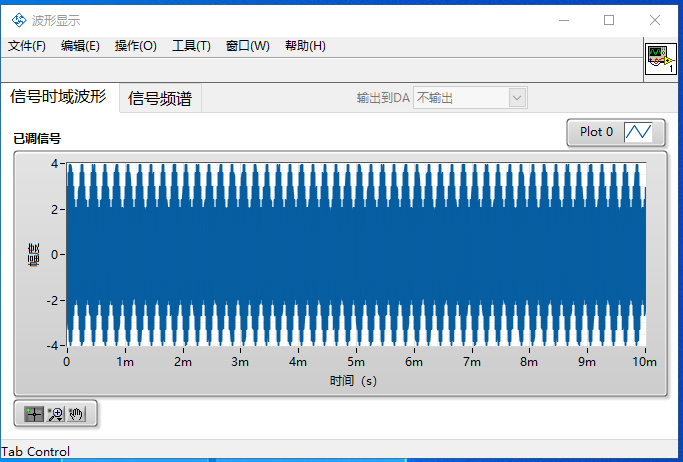 波形显示
文件(F) 编辑(E) 操作(O) 工具(T) 窗口(W) 帮助(H)
1
信号时域波形 信号频谱 输出到DA 不输出
已调信号 Plot 0
4
2
0
-2
-4
幅度
0 1m 2m 3m 4m 5m 6m 7m 8m 9m 10m
时间（s）
Tab Control